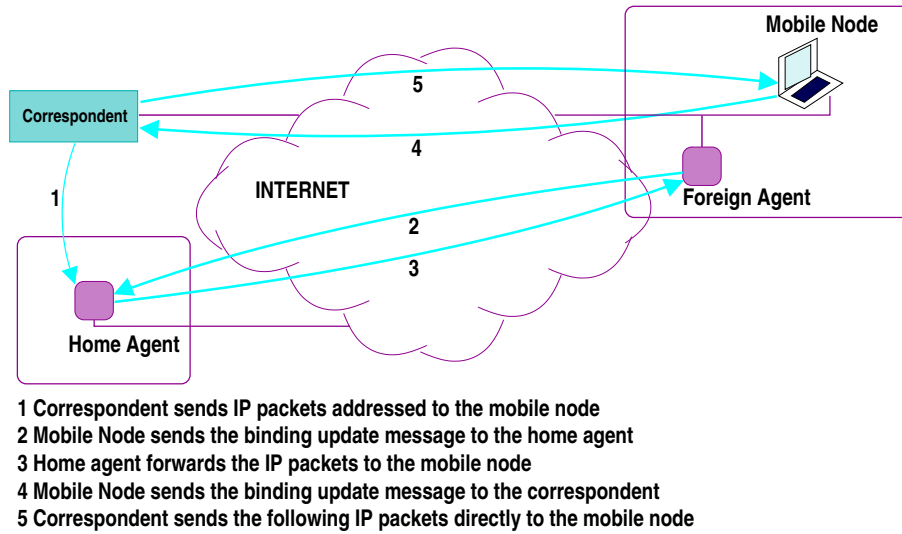 Mobile Node
5
Correspondent
4
1
INTERNET
Foreign Agent
2
3
Home Agent
1 Correspondent sends IP packets addressed to the mobile node
2 Mobile Node sends the binding update message to the home agent
3 Home agent forwards the IP packets to the mobile node
4 Mobile Node sends the binding update message to the correspondent
5 Correspondent sends the following IP packets directly to the mobile node